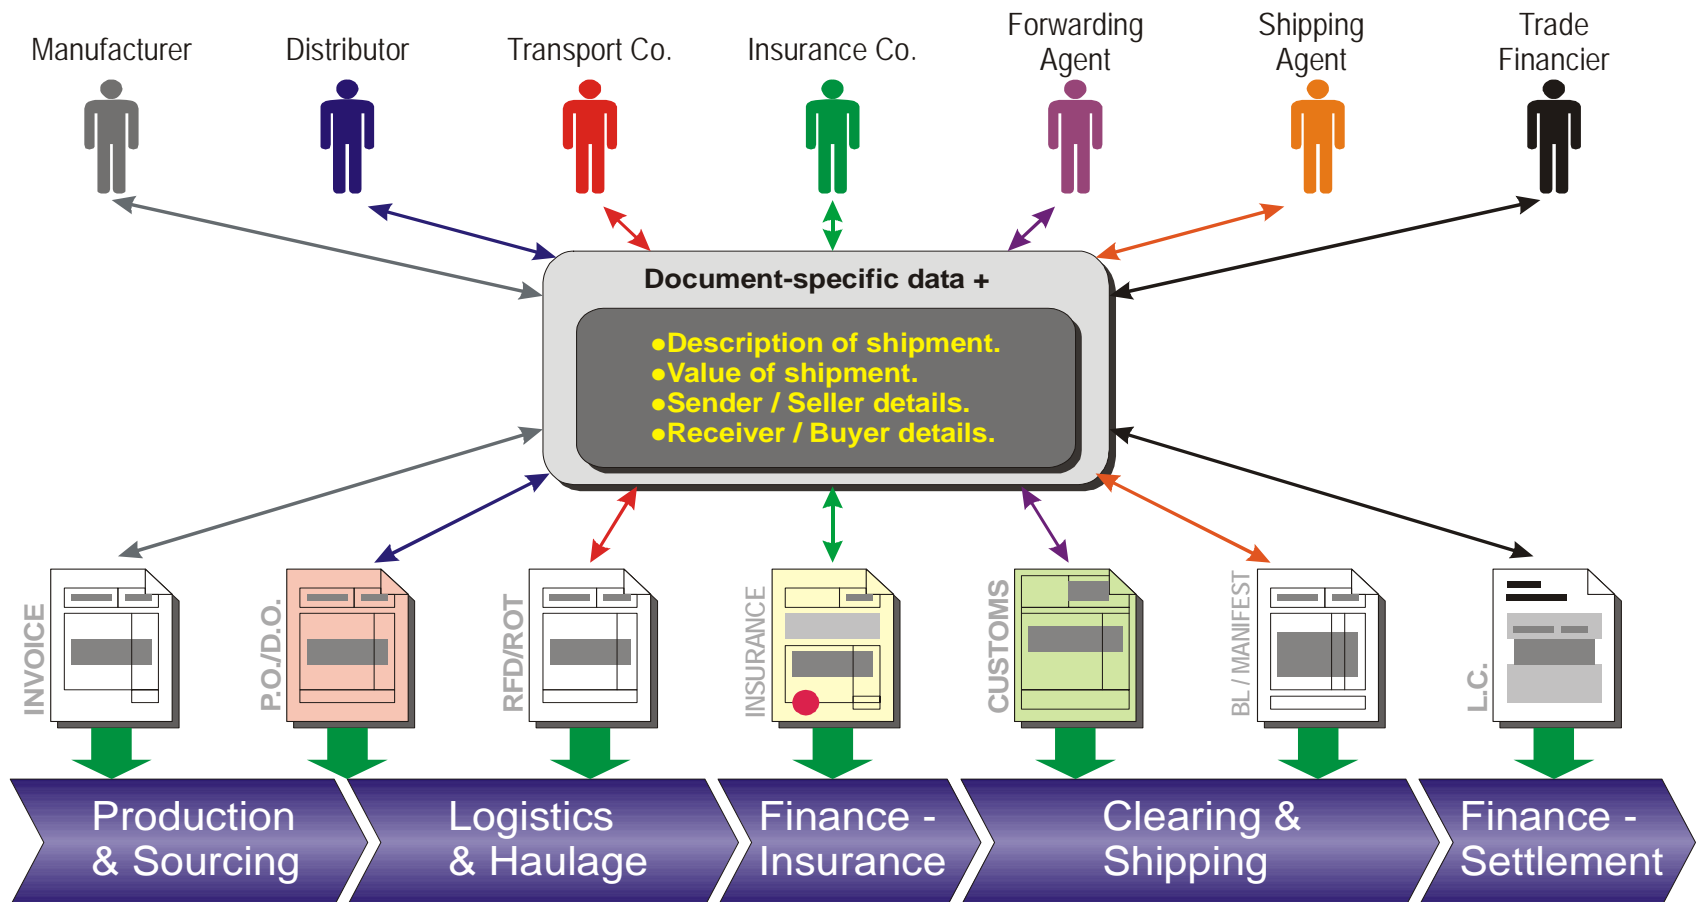 Manufacturer
Distributor
Transport Co.
Insurance Co.
Forwarding
Agent
Shipping
Agent
Trade
Financier
Document-specific data +
●Description of shipment.
●Value of shipment.
●Sender / Seller details.
●Receiver / Buyer details.
INVOICE
P.O./D.O.
RFD/ROT
INSURANCE
CUSTOMS
BL / MANIFEST
L.C.
Production
& Sourcing
Logistics
& Haulage
Finance -
Insurance
Clearing &
Shipping
Finance -
Settlement